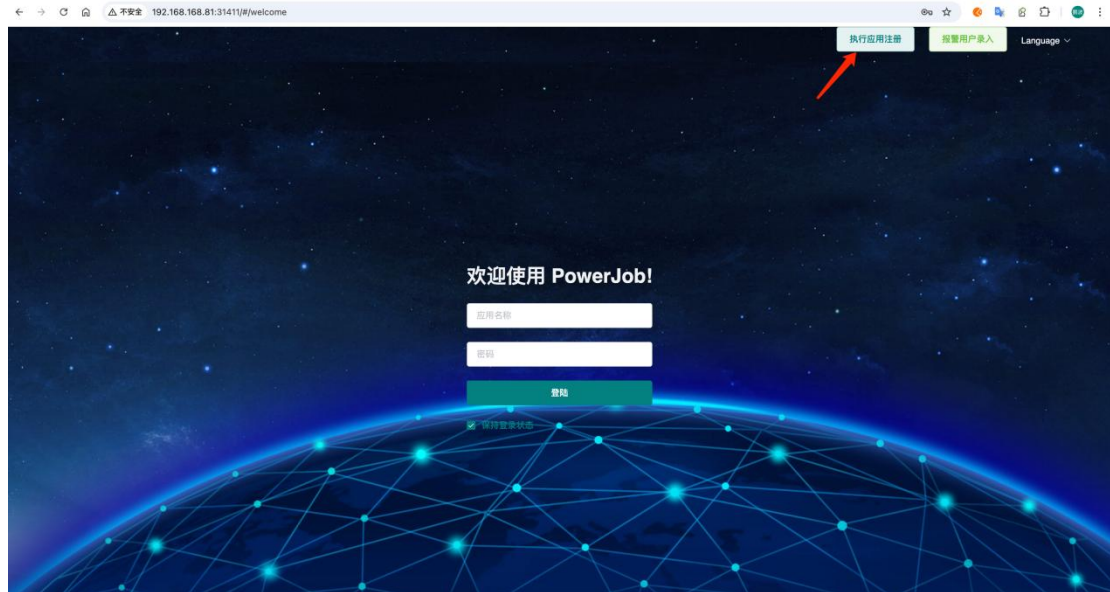 不安全 192.168.168.81:31411/#/welcome
执行应用注册 报警用户录入 Language
欢迎使用 PowerJob!
应用名称
密码
登陆
保持登录状态